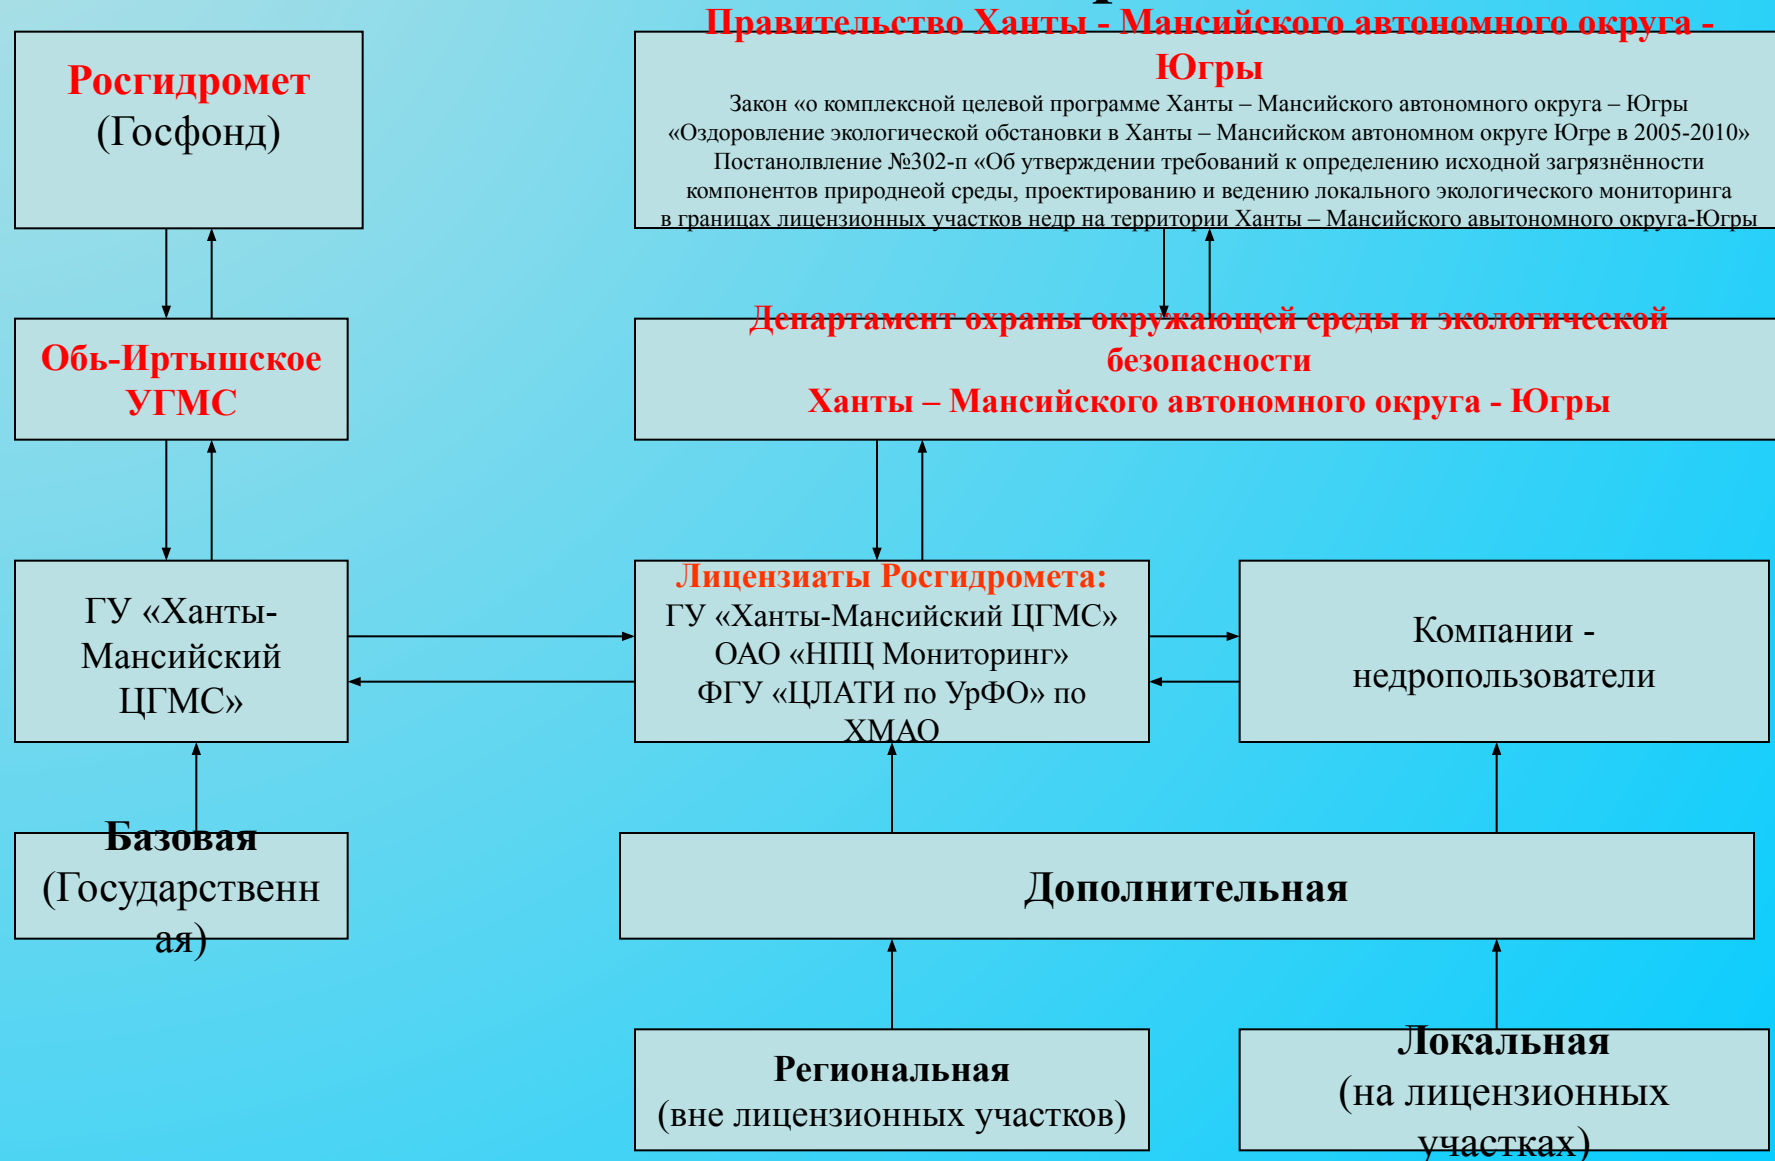 Правительство Ханты - Мансийского автономного округа -
Югры
Закон «о комплексной целевой программе Ханты – Мансийского автономного округа – Югры
«Оздоровление экологической обстановки в Ханты – Мансийском автономном округе Югре в 2005-2010»
Постанолвление №302-п «Об утверждении требований к определению исходной загрязнённости
компонентов природнеой среды, проектированию и ведению локального экологического мониторинга
в границах лицензионных участков недр на территории Ханты – Мансийского авытономного округа-Югры
Росгидромет
(Госфонд)
Обь-Иртышское
УГМС
Департамент охраны окружающей среды и экологической
безопасности
Ханты – Мансийского автономного округа - Югры
ГУ «Ханты-
Мансийский
ЦГМС»
Лицензиаты Росгидромета:
ГУ «Ханты-Мансийский ЦГМС»
ОАО «НПЦ Мониторинг»
ФГУ «ЦЛАТИ по УрФО» по
ХМАО
Компании -
недропользователи
Базовая
(Государственн
ая)
Дополнительная
Региональная
(вне лицензионных участков)
Локальная
(на лицензионных
участках)